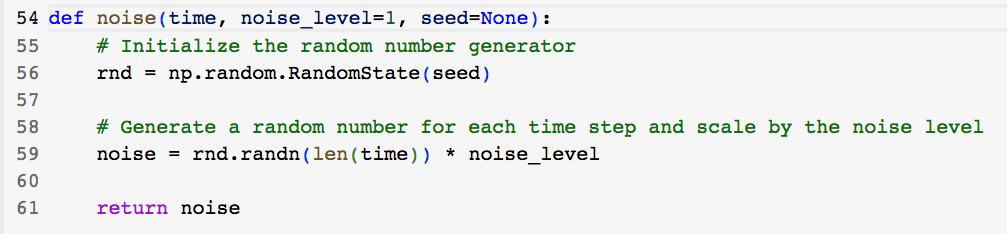 54 def noise(time, noise_level=1, seed=None):
55     # Initialize the random number generator
56     rnd = np.random.RandomState(seed)
57
58     # Generate a random number for each time step and scale by the noise level
59     noise = rnd.randn(len(time)) * noise_level
60
61     return noise